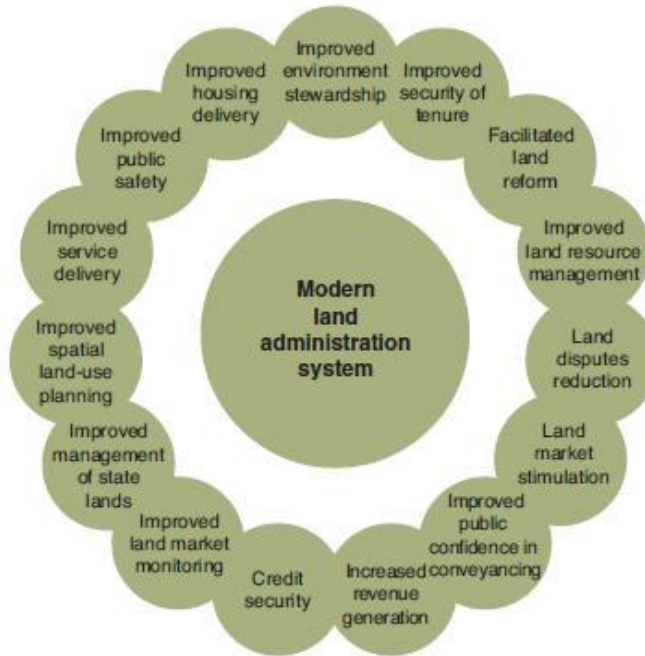 Improved
environment
stewardship
Improved
security of
tenure
Facilitated
land
reform
Improved
land resource
management
Land
disputes
reduction
Land
market
stimulation
Improved
public
confidence in
conveyancing
Increased
revenue
generation
Credit
security
Improved
land market
monitoring
Improved
management
of state
lands
Improved
spatial
land-use
planning
Improved
service
delivery
Improved
public
safety
Improved
housing
delivery
Modern
land
administration
system